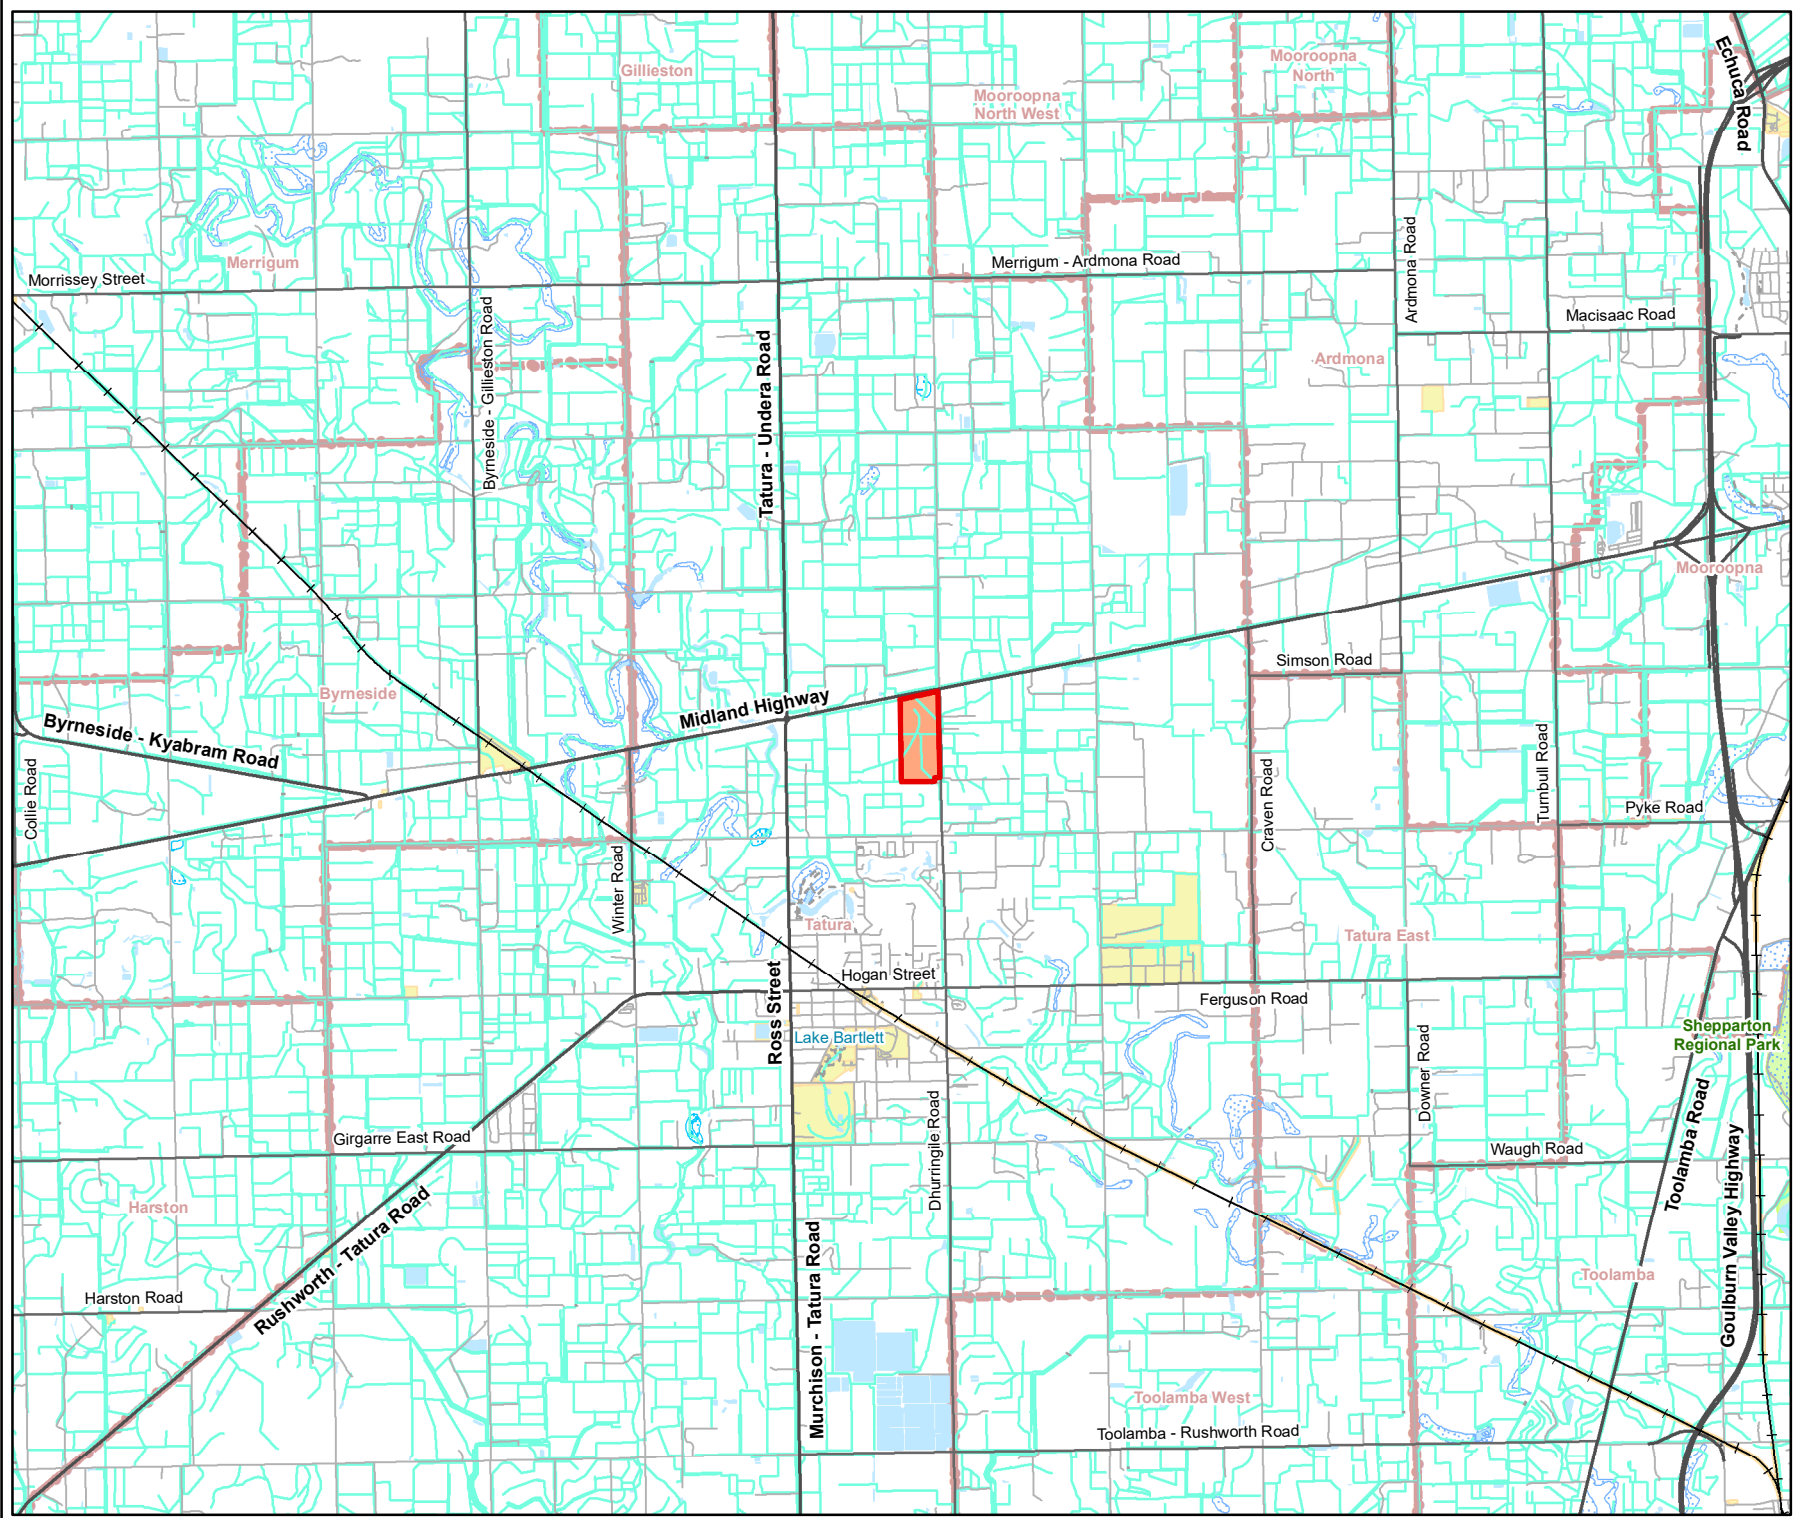 Echuca Road
Gillieston
Mooroopna
North
Mooroopna
North West
Merrigum
Morrissey Street
Merrigum - Ardmona Road
Ardmona Road
Macisaac Road
Byrneside - Gillieston Road
Tatura - Undera Road
Ardmona
Mooroopna
Simson Road
Byrneside
Midland Highway
Byrneside - Kyabram Road
Collie Road
Turnbull Road
Craven Road
Pyke Road
Winter Road
Tatura
Tatura East
Hogan Street
Ferguson Road
Ross Street
Lake Bartlett
Shepparton
Regional Park
Downer Road
Dhurringile Road
Girgarre East Road
Waugh Road
Toolamba Road
Goulburn Valley Highway
Harston
Rushworth - Tatura Road
Murchison - Tatura Road
Toolamba
Harston Road
Toolamba West
Toolamba - Rushworth Road